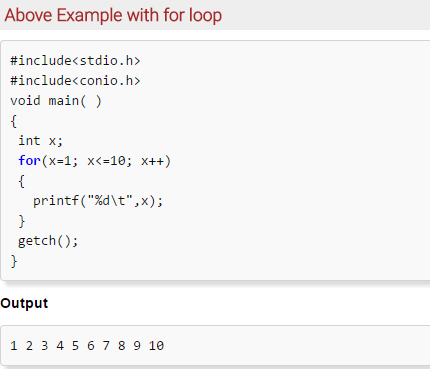 Above Example with for loop
#include<stdio.h>
#include<conio.h>
void main( )
{
 int x;
 for(x=1; x<=10; x++)
 {
   printf("%d\t",x);
 }
 getch();
}
Output
1 2 3 4 5 6 7 8 9 10